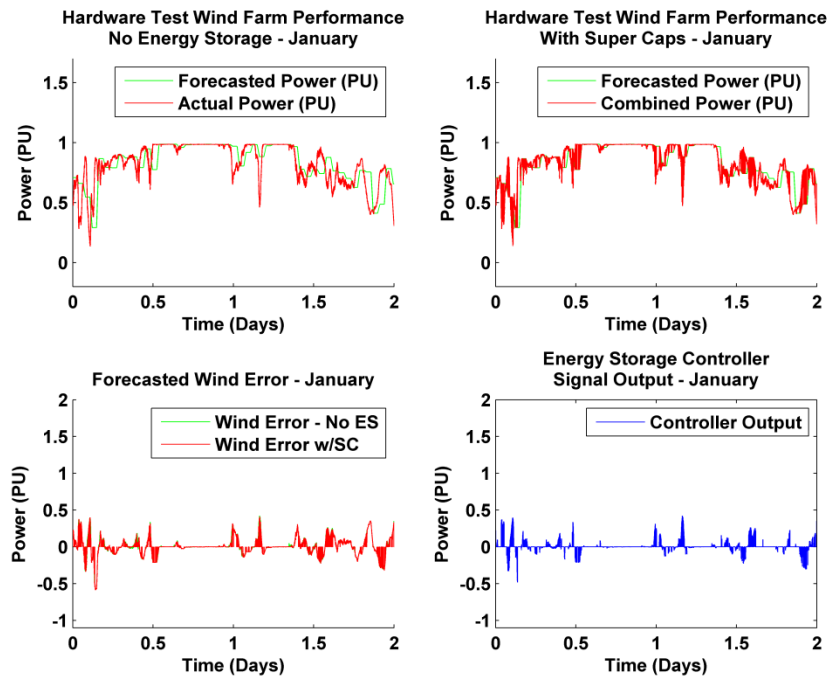 Hardware Test Wind Farm Performance
No Energy Storage - January
Forecasted Power (PU)
Actual Power (PU)
Power (PU)
1.5
1
0.5
0
0
0.5
1
1.5
2
Time (Days)
Hardware Test Wind Farm Performance
With Super Caps - January
Forecasted Power (PU)
Combined Power (PU)
Power (PU)
1.5
1
0.5
0
0
0.5
1
1.5
2
Time (Days)
Forecasted Wind Error - January
Wind Error - No ES
Wind Error w/SC
Power (PU)
2
1.5
1
0.5
0
-0.5
-1
0
0.5
1
1.5
2
Time (Days)
Energy Storage Controller
Signal Output - January
Controller Output
Power (PU)
2
1.5
1
0.5
0
-0.5
-1
0
0.5
1
1.5
2
Time (Days)